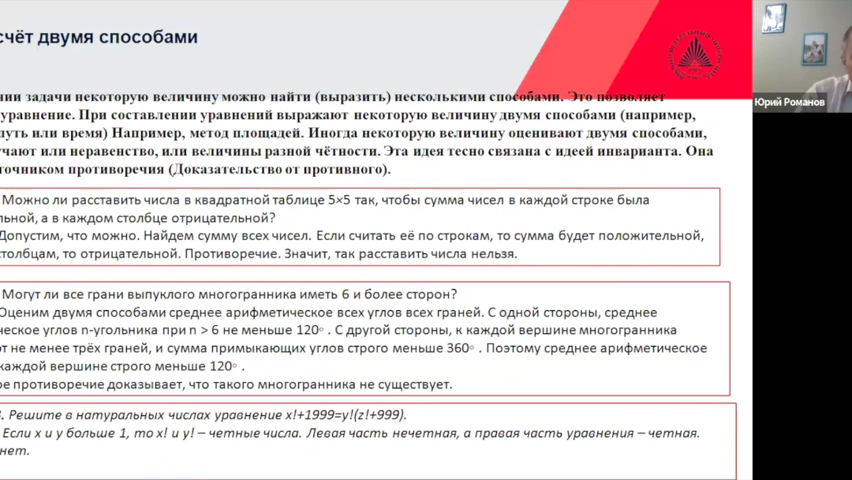 счёт двумя способами
нии задачи некоторую величину можно найти (выразить) несколькими способами. Это позволяет
уравнение. При составлении уравнений выражают некоторую величину двумя способами (например,
путь или время) Например, метод площадей. Иногда некоторую величину оценивают двумя способами,
чают или неравенство, или величины разной чётности. Эта идея тесно связана с идеей инварианта. Она
точником противоречия (Доказательство от противного).
Можно ли расставить числа в квадратной таблице 5×5 так, чтобы сумма чисел в каждой строке была
льной, а в каждом столбце отрицательной?
Допустим, что можно. Найдем сумму всех чисел. Если считать её по строкам, то сумма будет положительной,
столбцам, то отрицательной. Противоречие. Значит, так расставить числа нельзя.
Могут ли все грани выпуклого многогранника иметь 6 и более сторон?
Оценим двумя способами среднее арифметическое всех углов всех граней. С одной стороны, среднее
ческое углов n-угольника при n > 6 не меньше 120° . С другой стороны, к каждой вершине многогранника
т не менее трёх граней, и сумма примыкающих углов строго меньше 360° . Поэтому среднее арифметическое
каждой вершине строго меньше 120° .
ое противоречие доказывает, что такого многогранника не существует.
3. Решите в натуральных числах уравнение x!+1999=y!(z!+999).
Если x и y больше 1, то x! и y! – четные числа. Левая часть нечетная, а правая часть уравнения – четная.
нет.
Юрий Романов